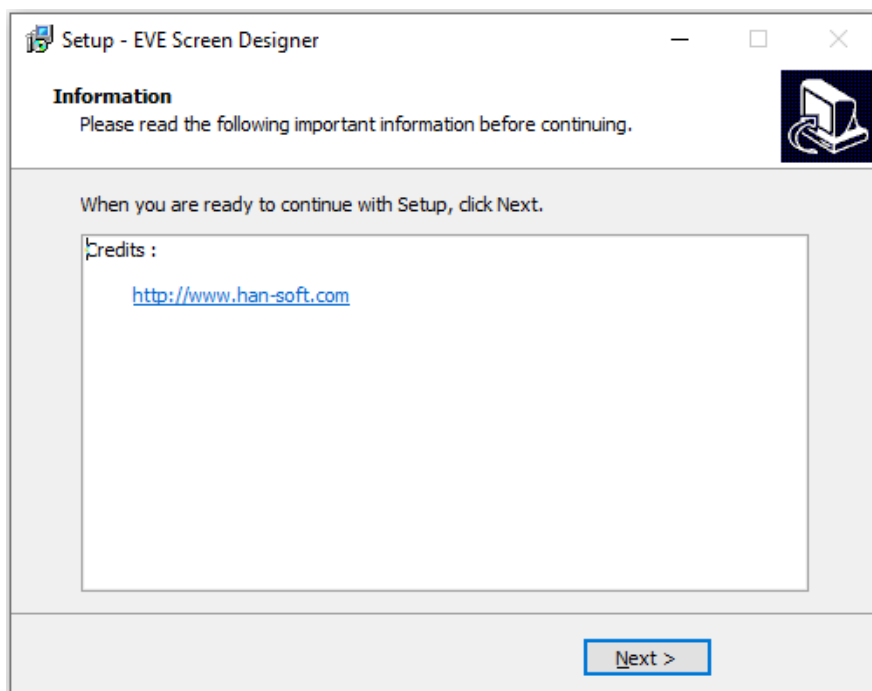 Setup - EVE Screen Designer
Information
Please read the following important information before continuing.
When you are ready to continue with Setup, click Next.
Credits :
http://www.han-soft.com
Next >